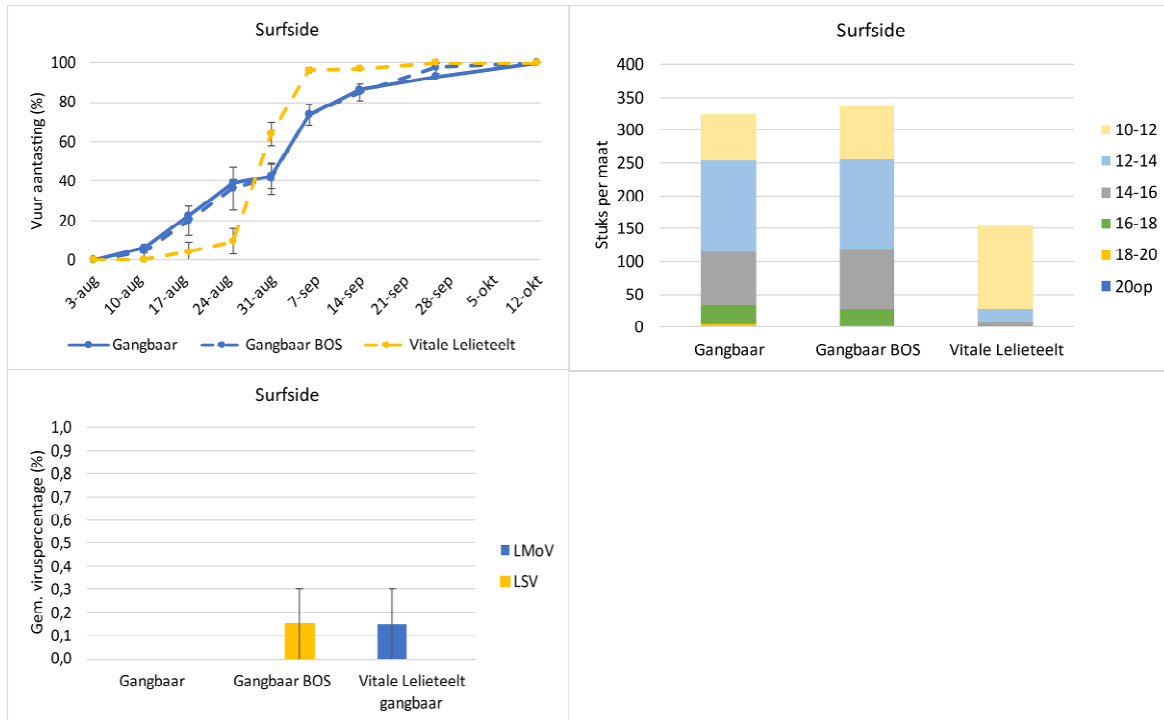 Surfside
Vuur aantasting (%)
100
80
60
40
20
0
3-aug
10-aug
17-aug
24-aug
31-aug
7-sep
14-sep
21-sep
28-sep
5-okt
12-okt
Gangbaar
Gangbaar BOS
Vitale Lelieteelt
Surfside
Stuks per maat
400
350
300
250
200
150
100
50
0
Gangbaar
Gangbaar BOS
Vitale Lelieteelt
10-12
12-14
14-16
16-18
18-20
20op
Surfside
Gem. viruspercentage (%)
1,0
0,9
0,8
0,7
0,6
0,5
0,4
0,3
0,2
0,1
0,0
Gangbaar
Gangbaar BOS
Vitale Lelieteelt
gangbaar
LMoV
LSV